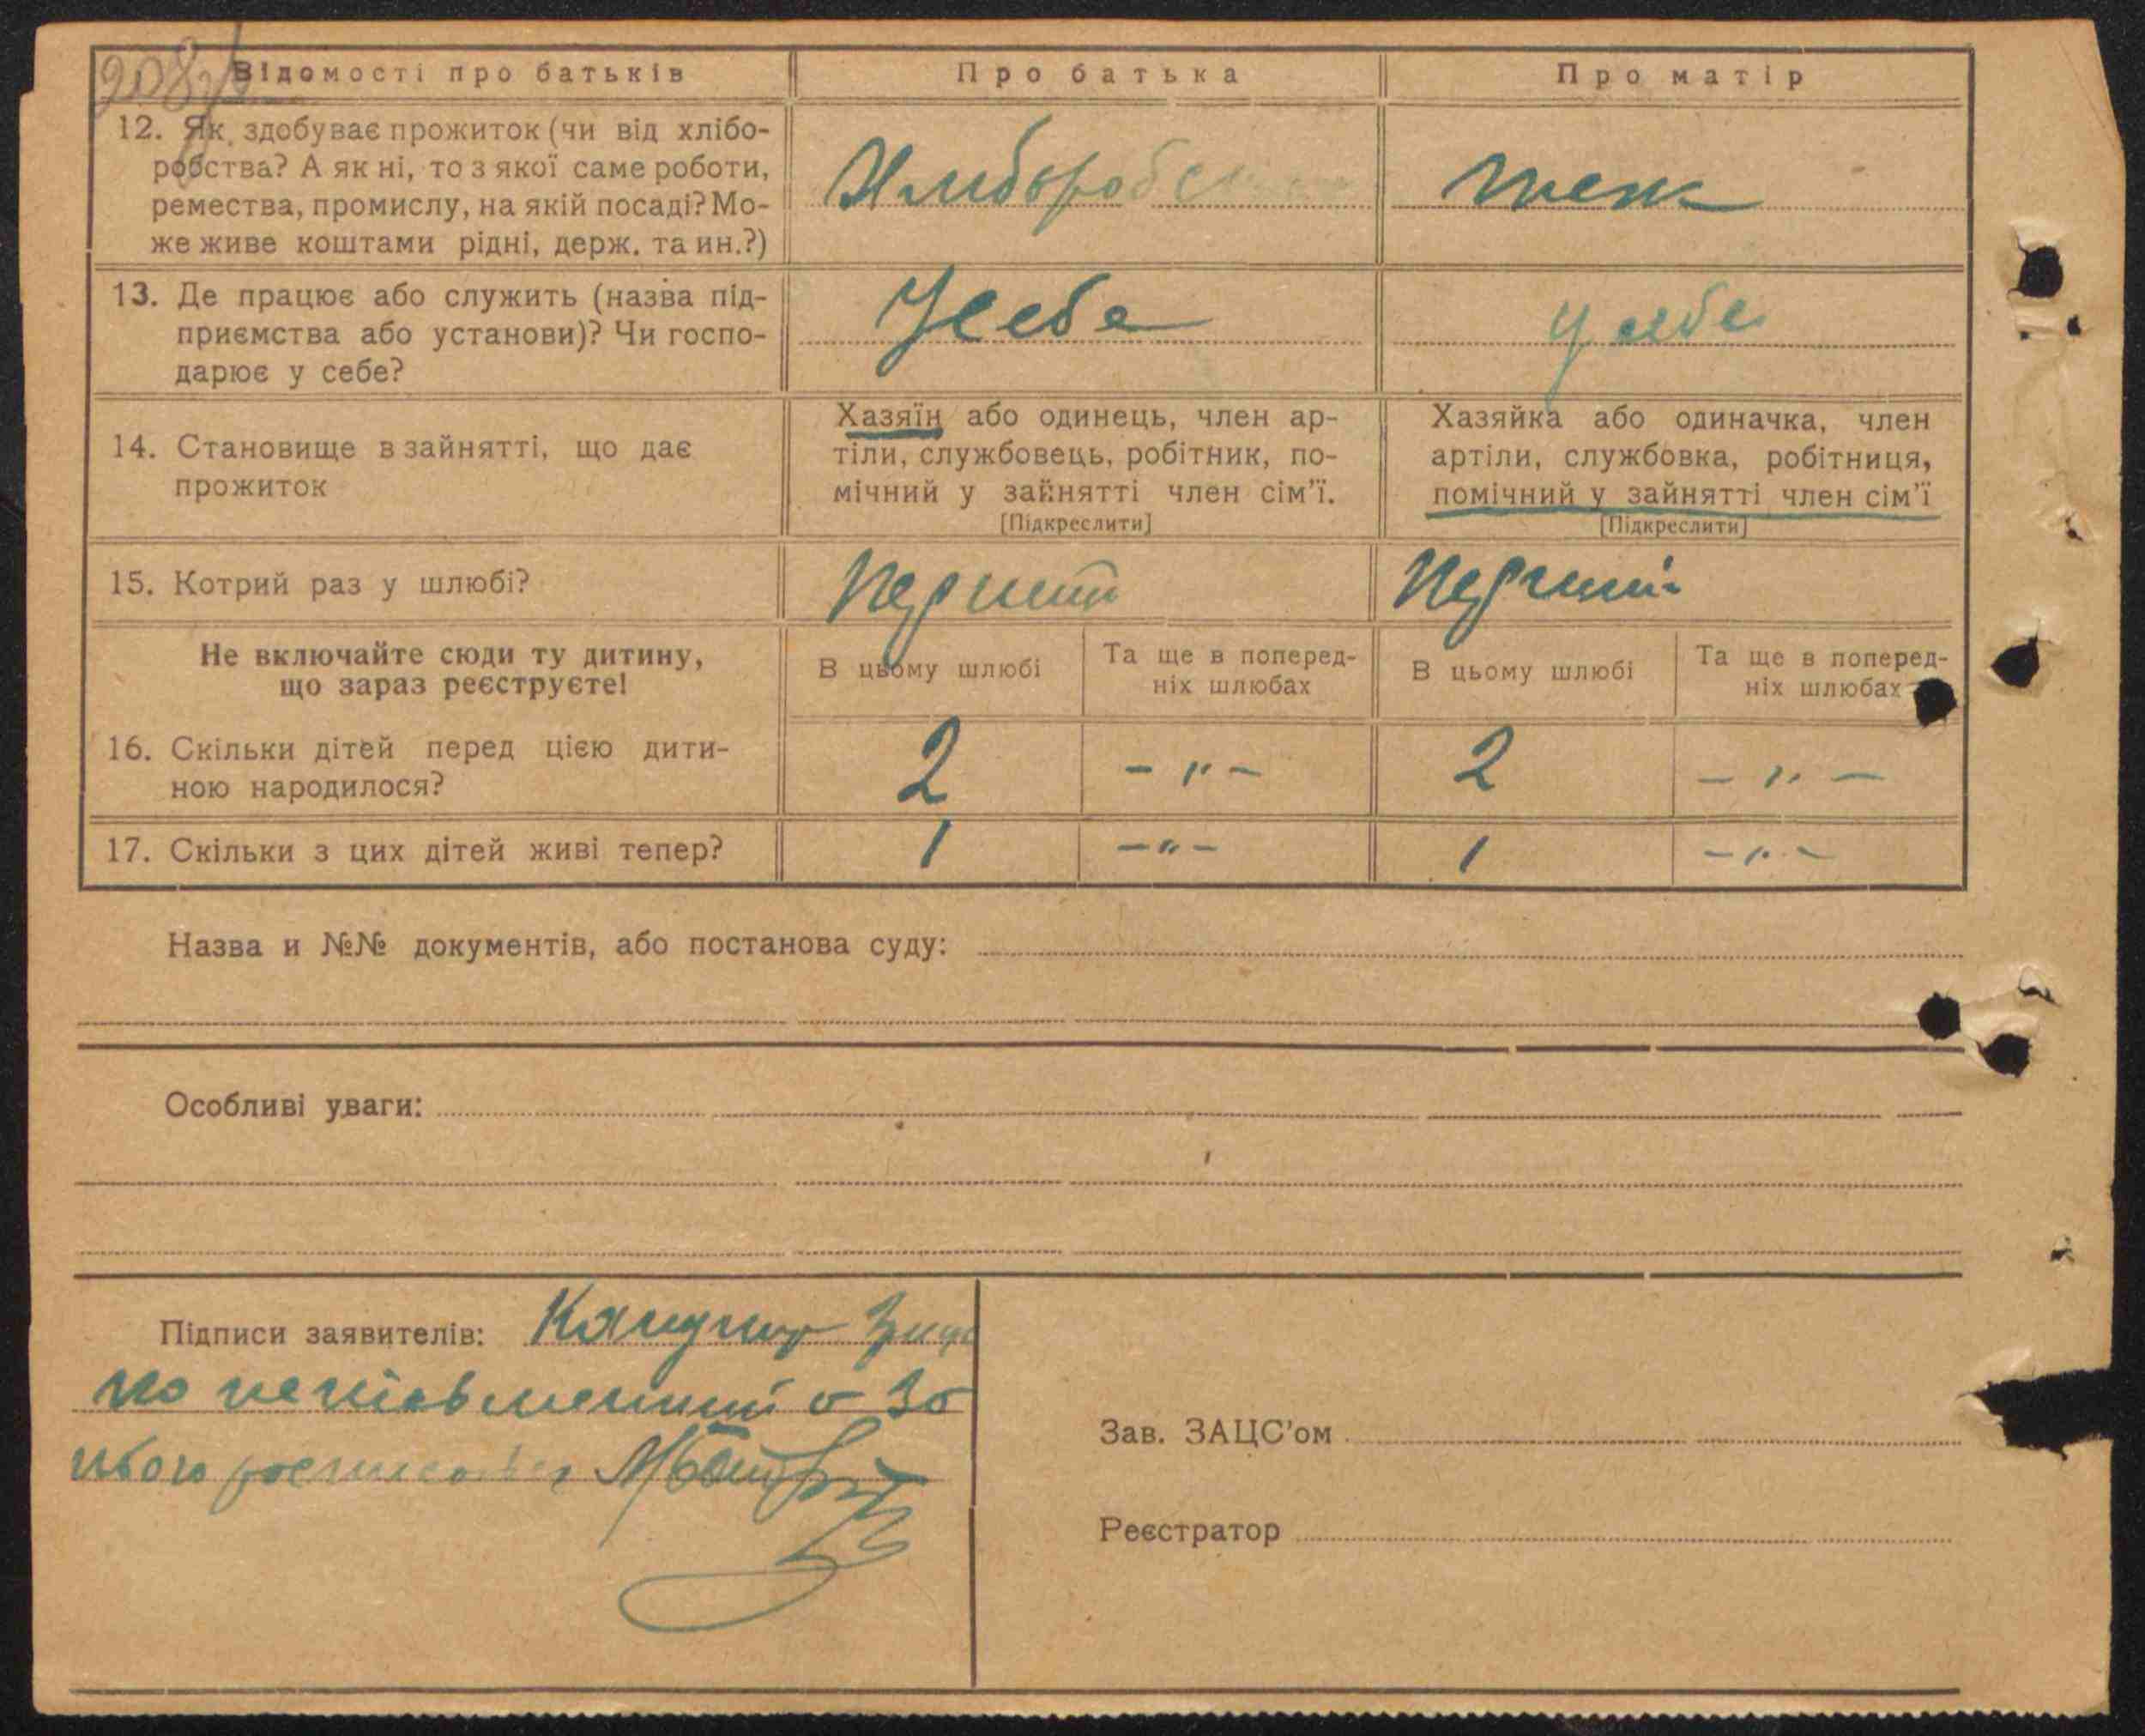 Відомості про батьків
Про батька
Про матір
12. Як здобуває прожиток (чи від хлібо-
робства? А як ні, то з якої саме роботи,
ремества, промислу, на якій посаді? Мо-
же живе коштами рідні, держ. та ин.?)
теж
13. Де працює або служить (назва під-
приємства або установи)? Чи госпо-
дарює у себе?
У себе
у себе
14. Становище в зайнятті, що дає
прожиток
Хазяїн або одинець, член ар-
тіли, службовець, робітник, по-
мічний у зайнятті член сім'ї.
[Підкреслити]
Хазяйка або одиначка, член
артіли, службовка, робітниця,
помічний у зайнятті член сім'ї
[Підкреслити]
15. Котрий раз у шлюбі?
Не включайте сюди ту дитину,
що зараз реєструєте!
В цьому шлюбі
Та ще в поперед-
ніх шлюбах
В цьому шлюбі
Та ще в поперед-
ніх шлюбах
16. Скільки дітей перед цією дити-
ною народилося?
2
— " —
2
— " —
17. Скільки з цих дітей живі тепер?
1
— " —
1
— " —
Назва и №№ документів, або постанова суду:
Особливі уваги:
Підписи заявителів:
Зав. ЗАЦС'ом
Реєстратор